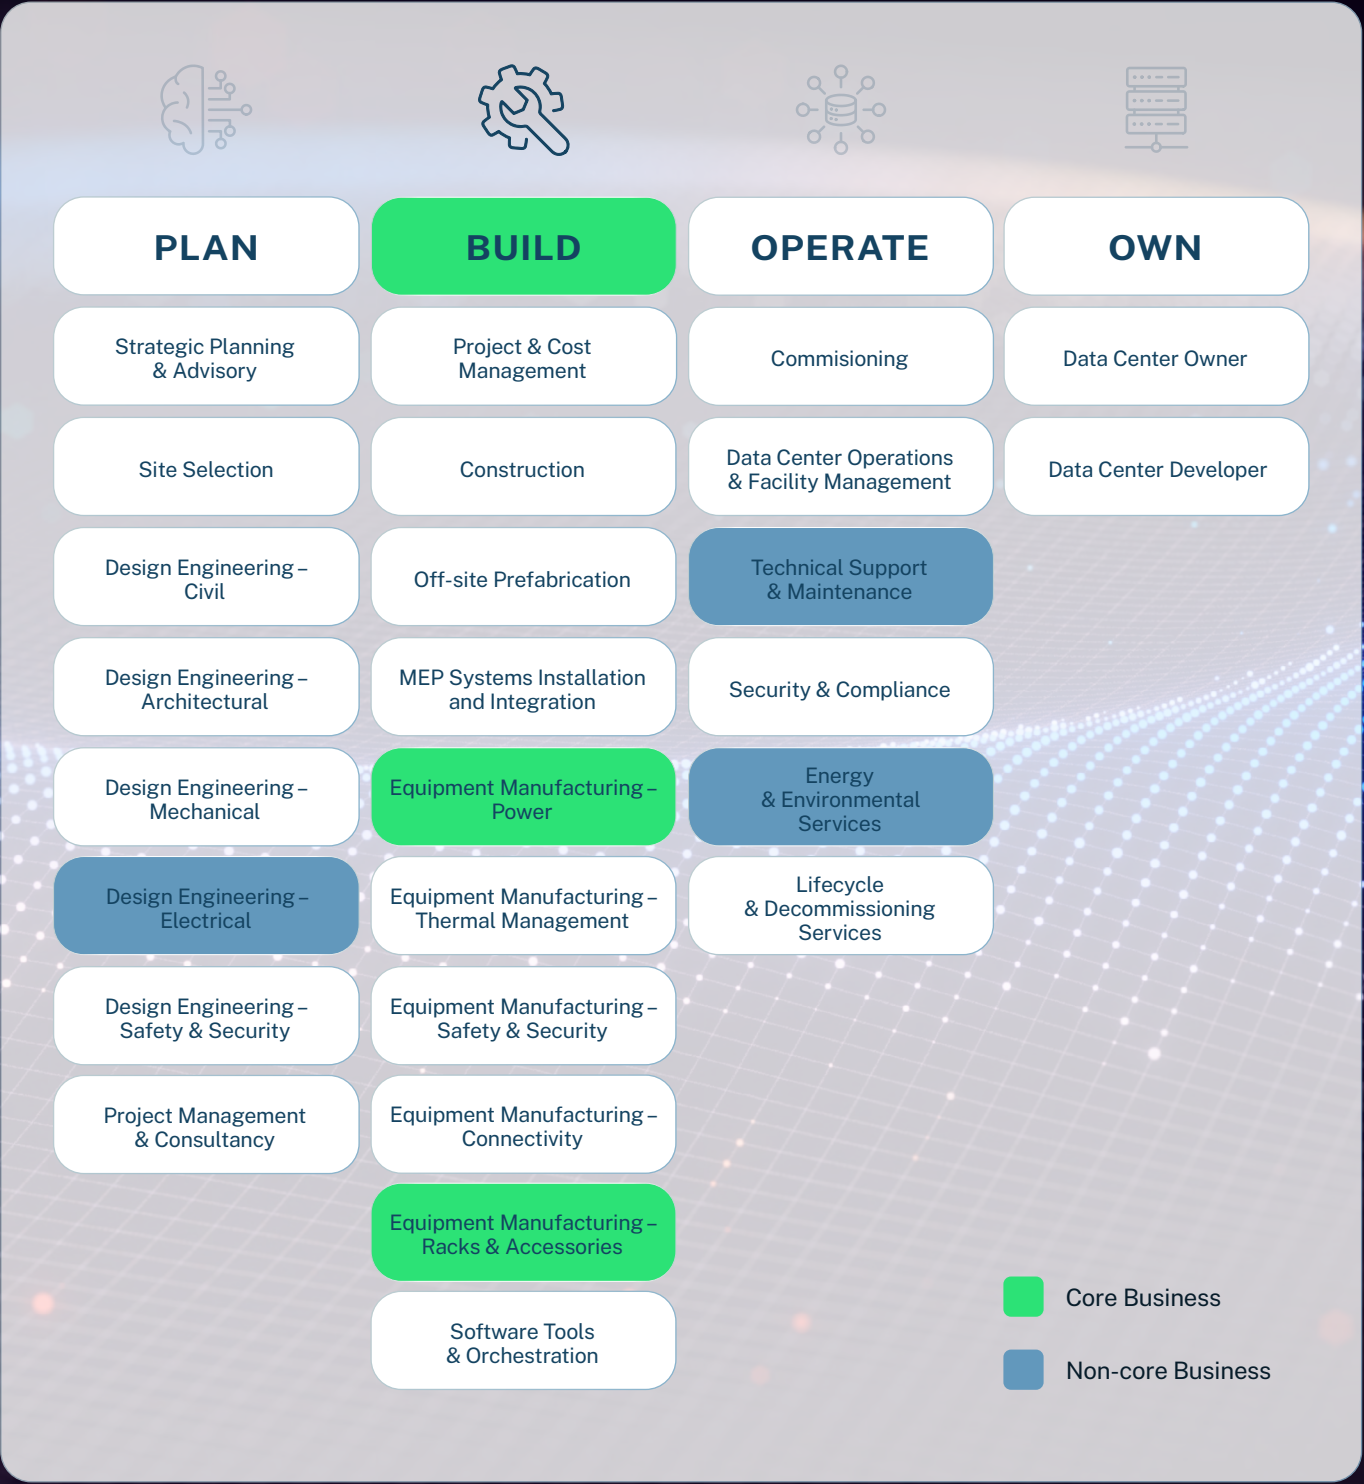 PLAN
BUILD
OPERATE
OWN
Strategic Planning
& Advisory
Project & Cost
Management
Commisioning
Data Center Owner
Site Selection
Construction
Data Center Operations
& Facility Management
Data Center Developer
Design Engineering –
Civil
Off-site Prefabrication
Technical Support
& Maintenance
Design Engineering –
Architectural
MEP Systems Installation
and Integration
Security & Compliance
Design Engineering –
Mechanical
Equipment Manufacturing –
Power
Energy
& Environmental
Services
Design Engineering –
Electrical
Equipment Manufacturing –
Thermal Management
Lifecycle
& Decommissioning
Services
Design Engineering –
Safety & Security
Equipment Manufacturing –
Safety & Security
Project Management
& Consultancy
Equipment Manufacturing –
Connectivity
Equipment Manufacturing –
Racks & Accessories
Software Tools
& Orchestration
Core Business
Non-core Business